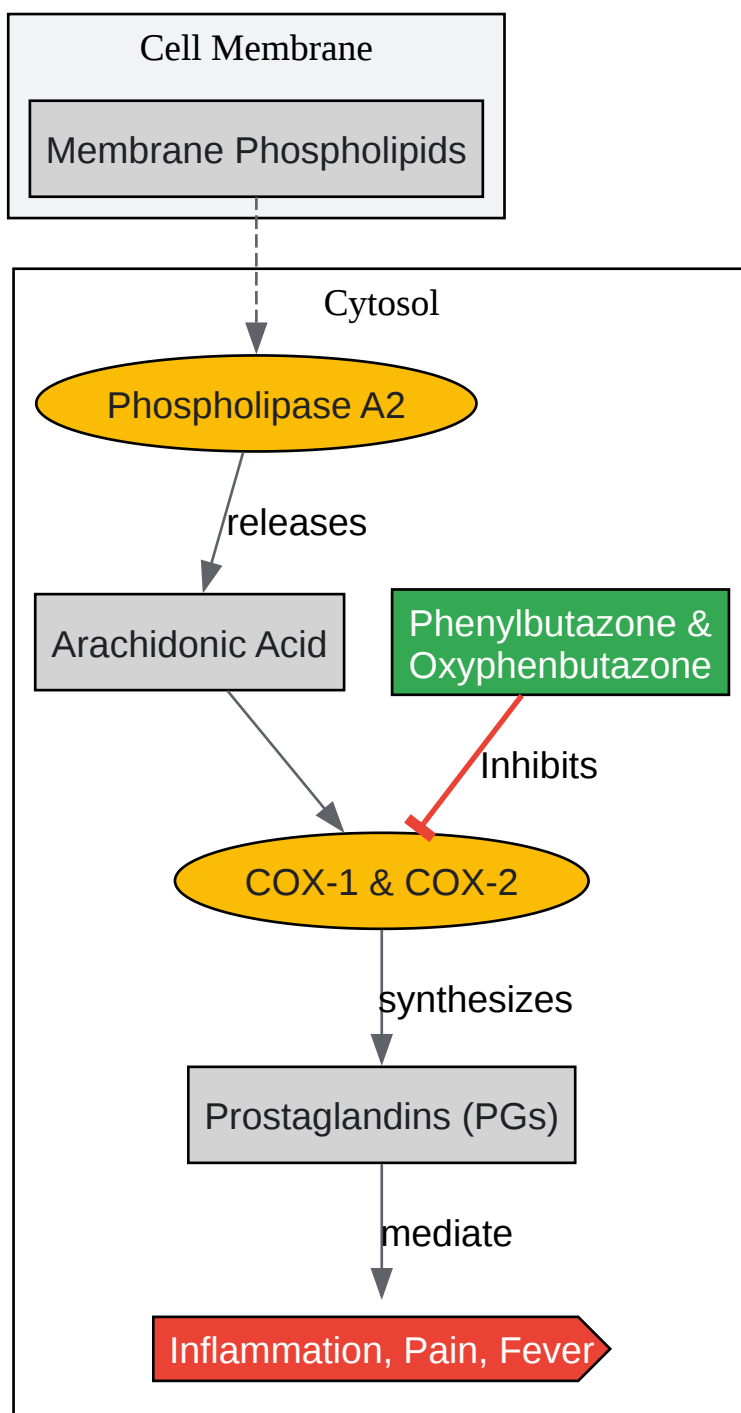 Cell Membrane
Membrane Phospholipids
Cytosol
Phospholipase A2
releases
Arachidonic Acid
Phenylbutazone &
Oxyphenbutazone
Inhibits
COX-1 & COX-2
synthesizes
Prostaglandins (PGs)
mediate
Inflammation, Pain, Fever